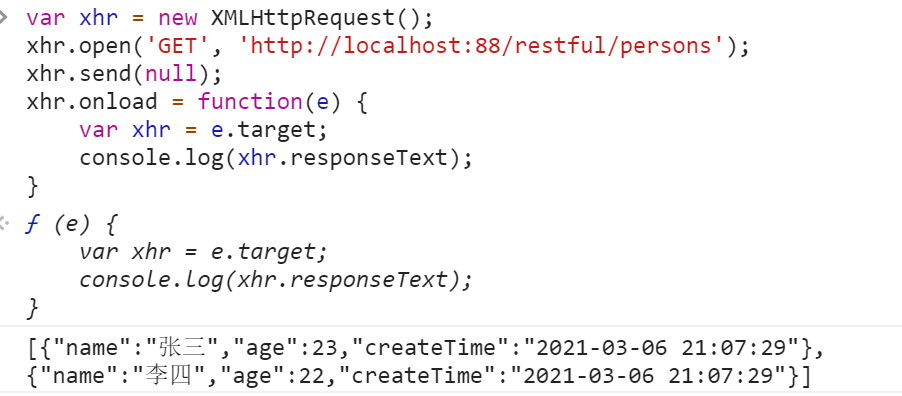 var xhr = new XMLHttpRequest();
xhr.open('GET', 'http://localhost:88/restful/persons');
xhr.send(null);
xhr.onload = function(e) {
    var xhr = e.target;
    console.log(xhr.responseText);
}
ƒ (e) {
    var xhr = e.target;
    console.log(xhr.responseText);
}
[{"name":"张三","age":23,"createTime":"2021-03-06 21:07:29"},
{"name":"李四","age":22,"createTime":"2021-03-06 21:07:29"}]